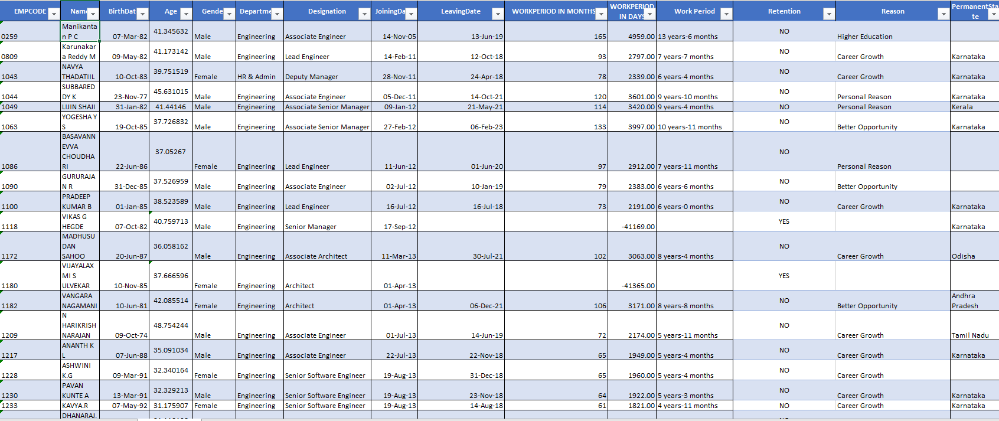 EMPCODE Nam BirthDat Age Gende Departme Designation JoiningDa LeavingDate WORKPERIOD IN MONTHS WORKPERIOD IN DAYS Work Period Retention Reason PermanentSta te
0259 Manikanta n P C 07-Mar-82 41.345632 Male Engineering Associate Engineer 14-Nov-05 13-Jun-19 165 4959.00 13 years-6 months NO Higher Education
0809 Karunakar a Reddy M 09-May-82 41.173142 Male Engineering Lead Engineer 14-Feb-11 12-Oct-18 93 2797.00 7 years-7 months NO Career Growth Karnataka
1043 NAVYA THADATIIL 10-Oct-83 39.751519 Female HR & Admin Deputy Manager 28-Nov-11 24-Apr-18 78 2339.00 6 years-4 months NO Career Growth Karnataka
1044 SUBBARED DY K 23-Nov-77 45.631015 Male Engineering Associate Engineer 05-Dec-11 14-Oct-21 120 3601.00 9 years-10 months NO Personal Reason Karnataka
1049 LIJIN SHAJI 31-Jan-82 41.44146 Male Engineering Associate Senior Manager 09-Jan-12 21-May-21 114 3420.00 9 years-4 months NO Personal Reason Kerala
1063 YOGESHA Y S 19-Oct-85 37.726832 Male Engineering Associate Senior Manager 27-Feb-12 06-Feb-23 133 3997.00 10 years-11 months NO Better Opportunity Karnataka
1086 BASAVANN EVVA CHOUDHA RI 22-Jun-86 37.05267 Female Engineering Lead Engineer 11-Jun-12 01-Jun-20 97 2912.00 7 years-11 months NO Personal Reason
1090 GURURAJA N R 31-Dec-85 37.526959 Male Engineering Associate Engineer 02-Jul-12 10-Jan-19 79 2383.00 6 years-6 months NO Better Opportunity
1100 PRADEEP KUMAR B 01-Jan-85 38.523589 Male Engineering Lead Engineer 16-Jul-12 16-Jul-18 73 2191.00 6 years-0 months NO Career Growth Karnataka
1118 VIKAS G HEGDE 07-Oct-82 40.759713 Male Engineering Senior Manager 17-Sep-12 -41169.00 YES Karnataka
1172 MADHUSU DAN SAHOO 20-Jun-87 36.058162 Male Engineering Associate Architect 11-Mar-13 30-Jul-21 102 3063.00 8 years-4 months NO Career Growth Odisha
1180 VIJAYALAX MI S ULVEKAR 10-Nov-85 37.666596 Female Engineering Architect 01-Apr-13 -41365.00 YES
1182 VANGARA NAGAMANI 10-Jun-81 42.085514 Female Engineering Architect 01-Apr-13 06-Dec-21 106 3171.00 8 years-8 months NO Better Opportunity Andhra Pradesh
1209 N HARIKRISH NARAJAN 09-Oct-74 48.754244 Male Engineering Associate Engineer 01-Jul-13 14-Jun-19 72 2174.00 5 years-11 months NO Career Growth Tamil Nadu
1217 ANANTH K L 07-Jun-88 35.091034 Male Engineering Associate Engineer 22-Jul-13 22-Nov-18 65 1949.00 5 years-4 months NO Career Growth Karnataka
1228 ASHWINI K.G 09-Mar-91 32.340164 Female Engineering Senior Software Engineer 19-Aug-13 31-Dec-18 65 1960.00 5 years-4 months NO Career Growth
1230 PAVAN KUNTE A 13-Mar-91 32.329213 Male Engineering Senior Software Engineer 19-Aug-13 23-Nov-18 64 1922.00 5 years-3 months NO Career Growth Karnataka
1233 KAVYA.R 07-May-92 31.175907 Female Engineering Senior Software Engineer 19-Aug-13 14-Aug-18 61 1821.00 4 years-11 months NO Career Growth Karnataka
DHANARAJ.